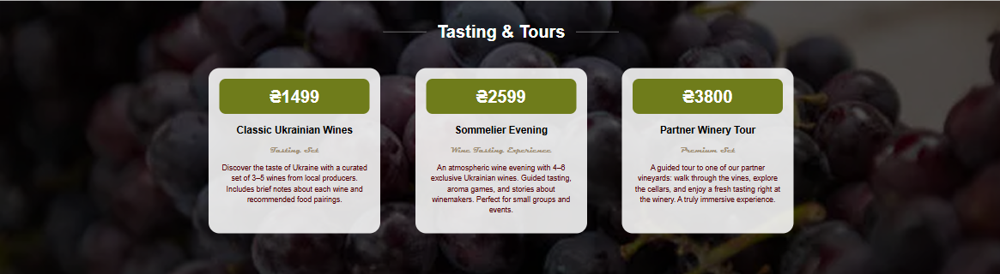 Tasting & Tours
₴1499
Classic Ukrainian Wines
Tasting Set
Discover the taste of Ukraine with a curated
set of 3–5 wines from local producers.
Includes brief notes about each wine and
recommended food pairings.
₴2599
Sommelier Evening
Wine Tasting Experience
An atmospheric wine evening with 4–6
exclusive Ukrainian wines. Guided tasting,
aroma games, and stories about
winemakers. Perfect for small groups and
events.
₴3800
Partner Winery Tour
Premium Set
A guided tour to one of our partner
vineyards: walk through the vines, explore
the cellars, and enjoy a fresh tasting right at
the winery. A truly immersive experience.